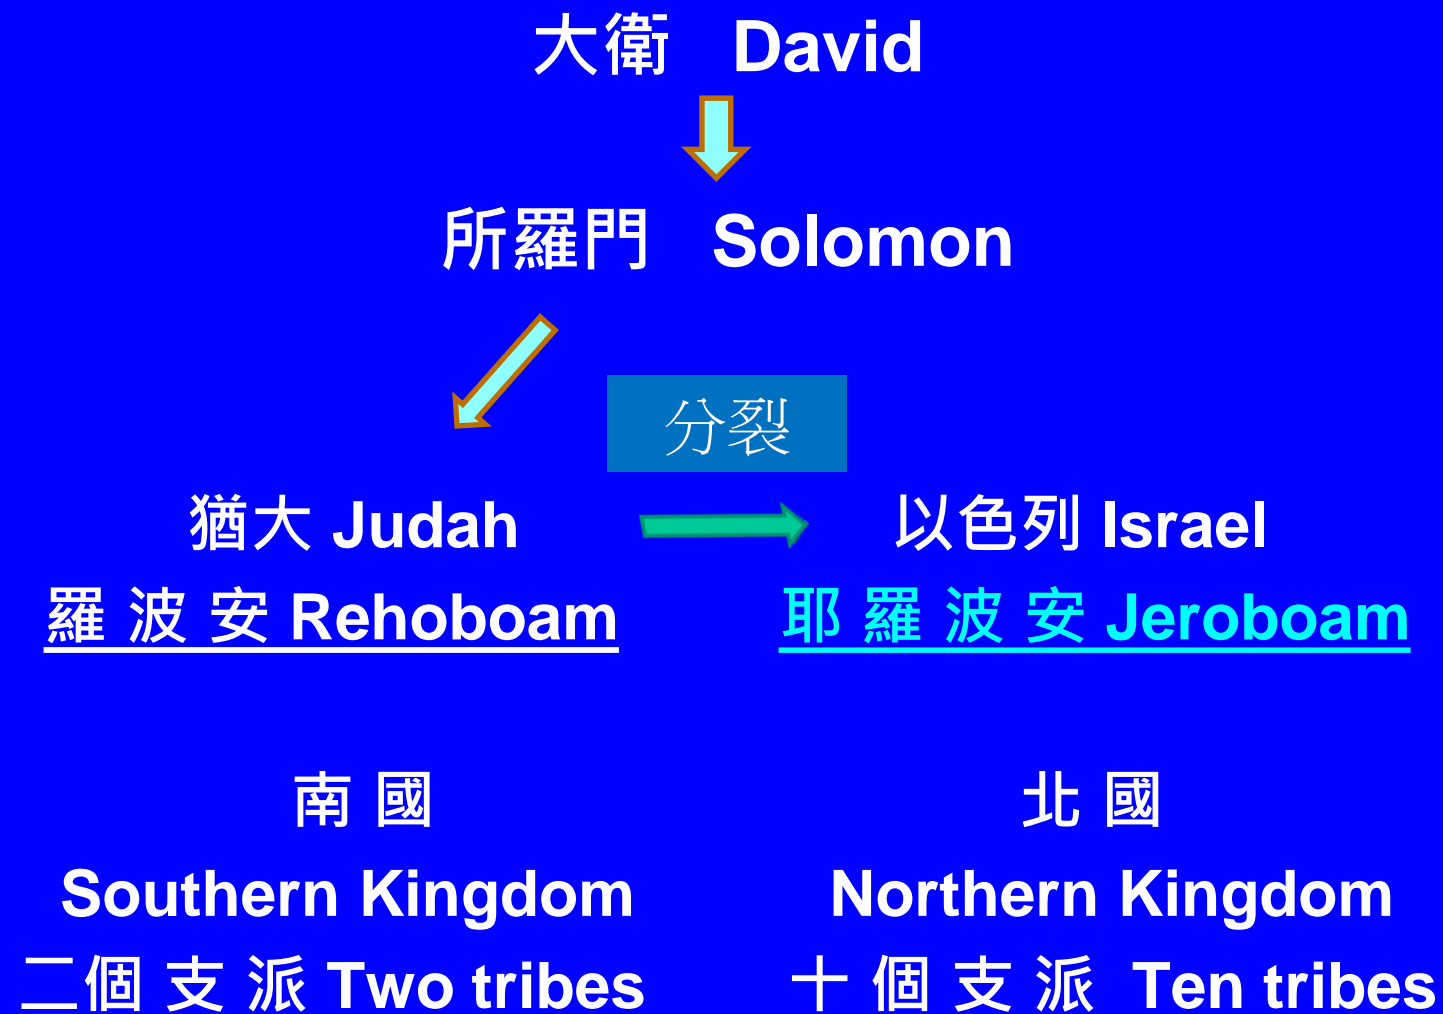 大衛 David
所羅門 Solomon
分裂
猶大 Judah
以色列 Israel
羅 波 安 Rehoboam
耶 羅 波 安 Jeroboam
南 國
北 國
Southern Kingdom
Northern Kingdom
二個 支 派 Two tribes
十 個 支 派 Ten tribes